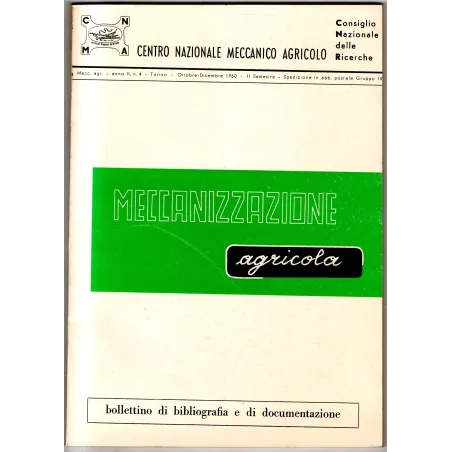 C N
M A
CENTRO NAZIONALE MECCANICO AGRICOLO
Consiglio
Nazionale
delle
Ricerche
Mecc. agr. - anno II, n. 4 - Torino - Ottobre-Dicembre 1960 - II Semestre - Spedizione in abb. postale Gruppo IV
MECCANIZZAZIONE
agricola
bollettino di bibliografia e di documentazione